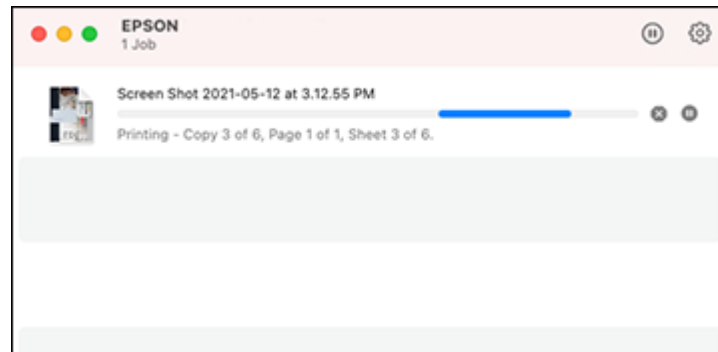 EPSON
1 Job
Screen Shot 2021-05-12 at 3.12.55 PM
Printing - Copy 3 of 6, Page 1 of 1, Sheet 3 of 6.